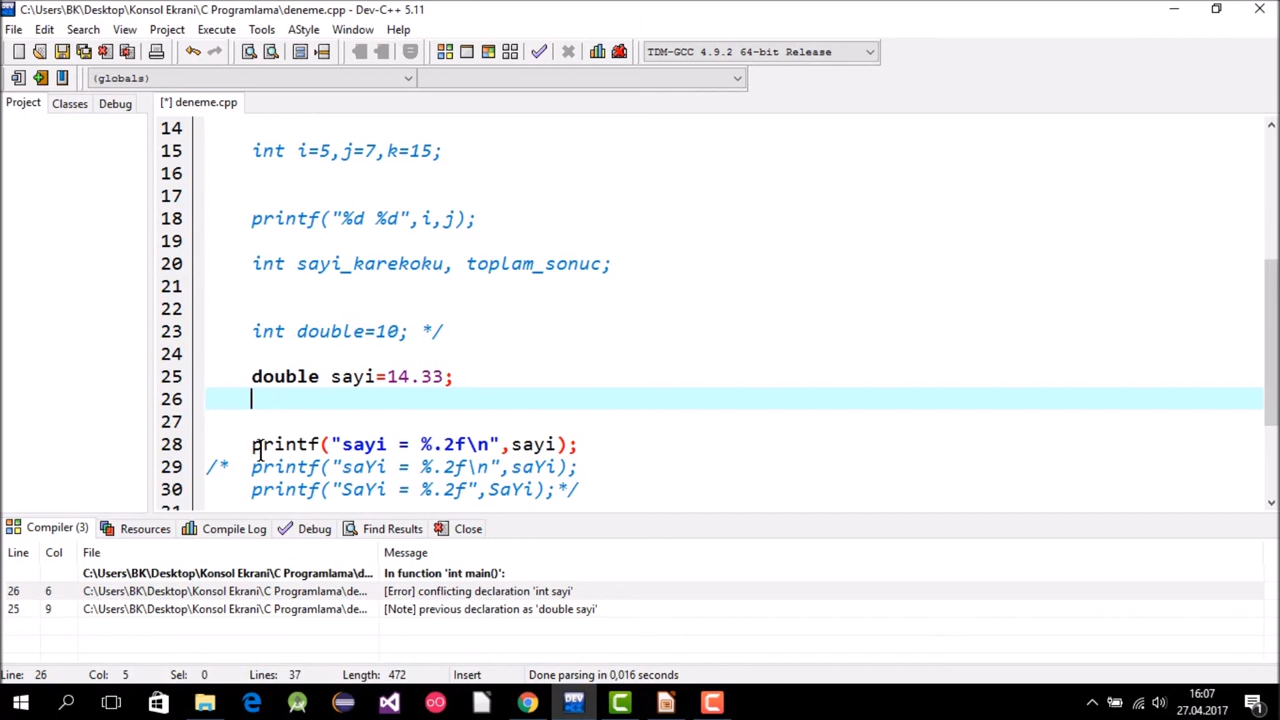 C:\Users\BK\Desktop\Konsol Ekrani\C Programlama\deneme.cpp - Dev-C++ 5.11
File Edit Search View Project Execute Tools AStyle Window Help
TDM-GCC 4.9.2 64-bit Release
(globals)
Project Classes Debug [*] deneme.cpp
14
15 int i=5,j=7,k=15;
16
17
18 printf("%d %d",i,j);
19
20 int sayi_karekoku, toplam_sonuc;
21
22
23 int double=10; */
24
25 double sayi=14.33;
26
27
28 printf("sayi = %.2f\n",sayi);
29 /* printf("saYi = %.2f\n",saYi);
30 printf("SaYi = %.2f",SaYi);*/
Compiler (3) Resources Compile Log Debug Find Results Close
Line Col File Message
C:\Users\BK\Desktop\Konsol Ekrani\C Programlama\d... In function 'int main()':
26 6 C:\Users\BK\Desktop\Konsol Ekrani\C Programlama\de... [Error] conflicting declaration 'int sayi'
25 9 C:\Users\BK\Desktop\Konsol Ekrani\C Programlama\de... [Note] previous declaration as 'double sayi'
Line: 26 Col: 5 Sel: 0 Lines: 37 Length: 472 Insert Done parsing in 0,016 seconds
DEV
16:07
27.04.2017
1